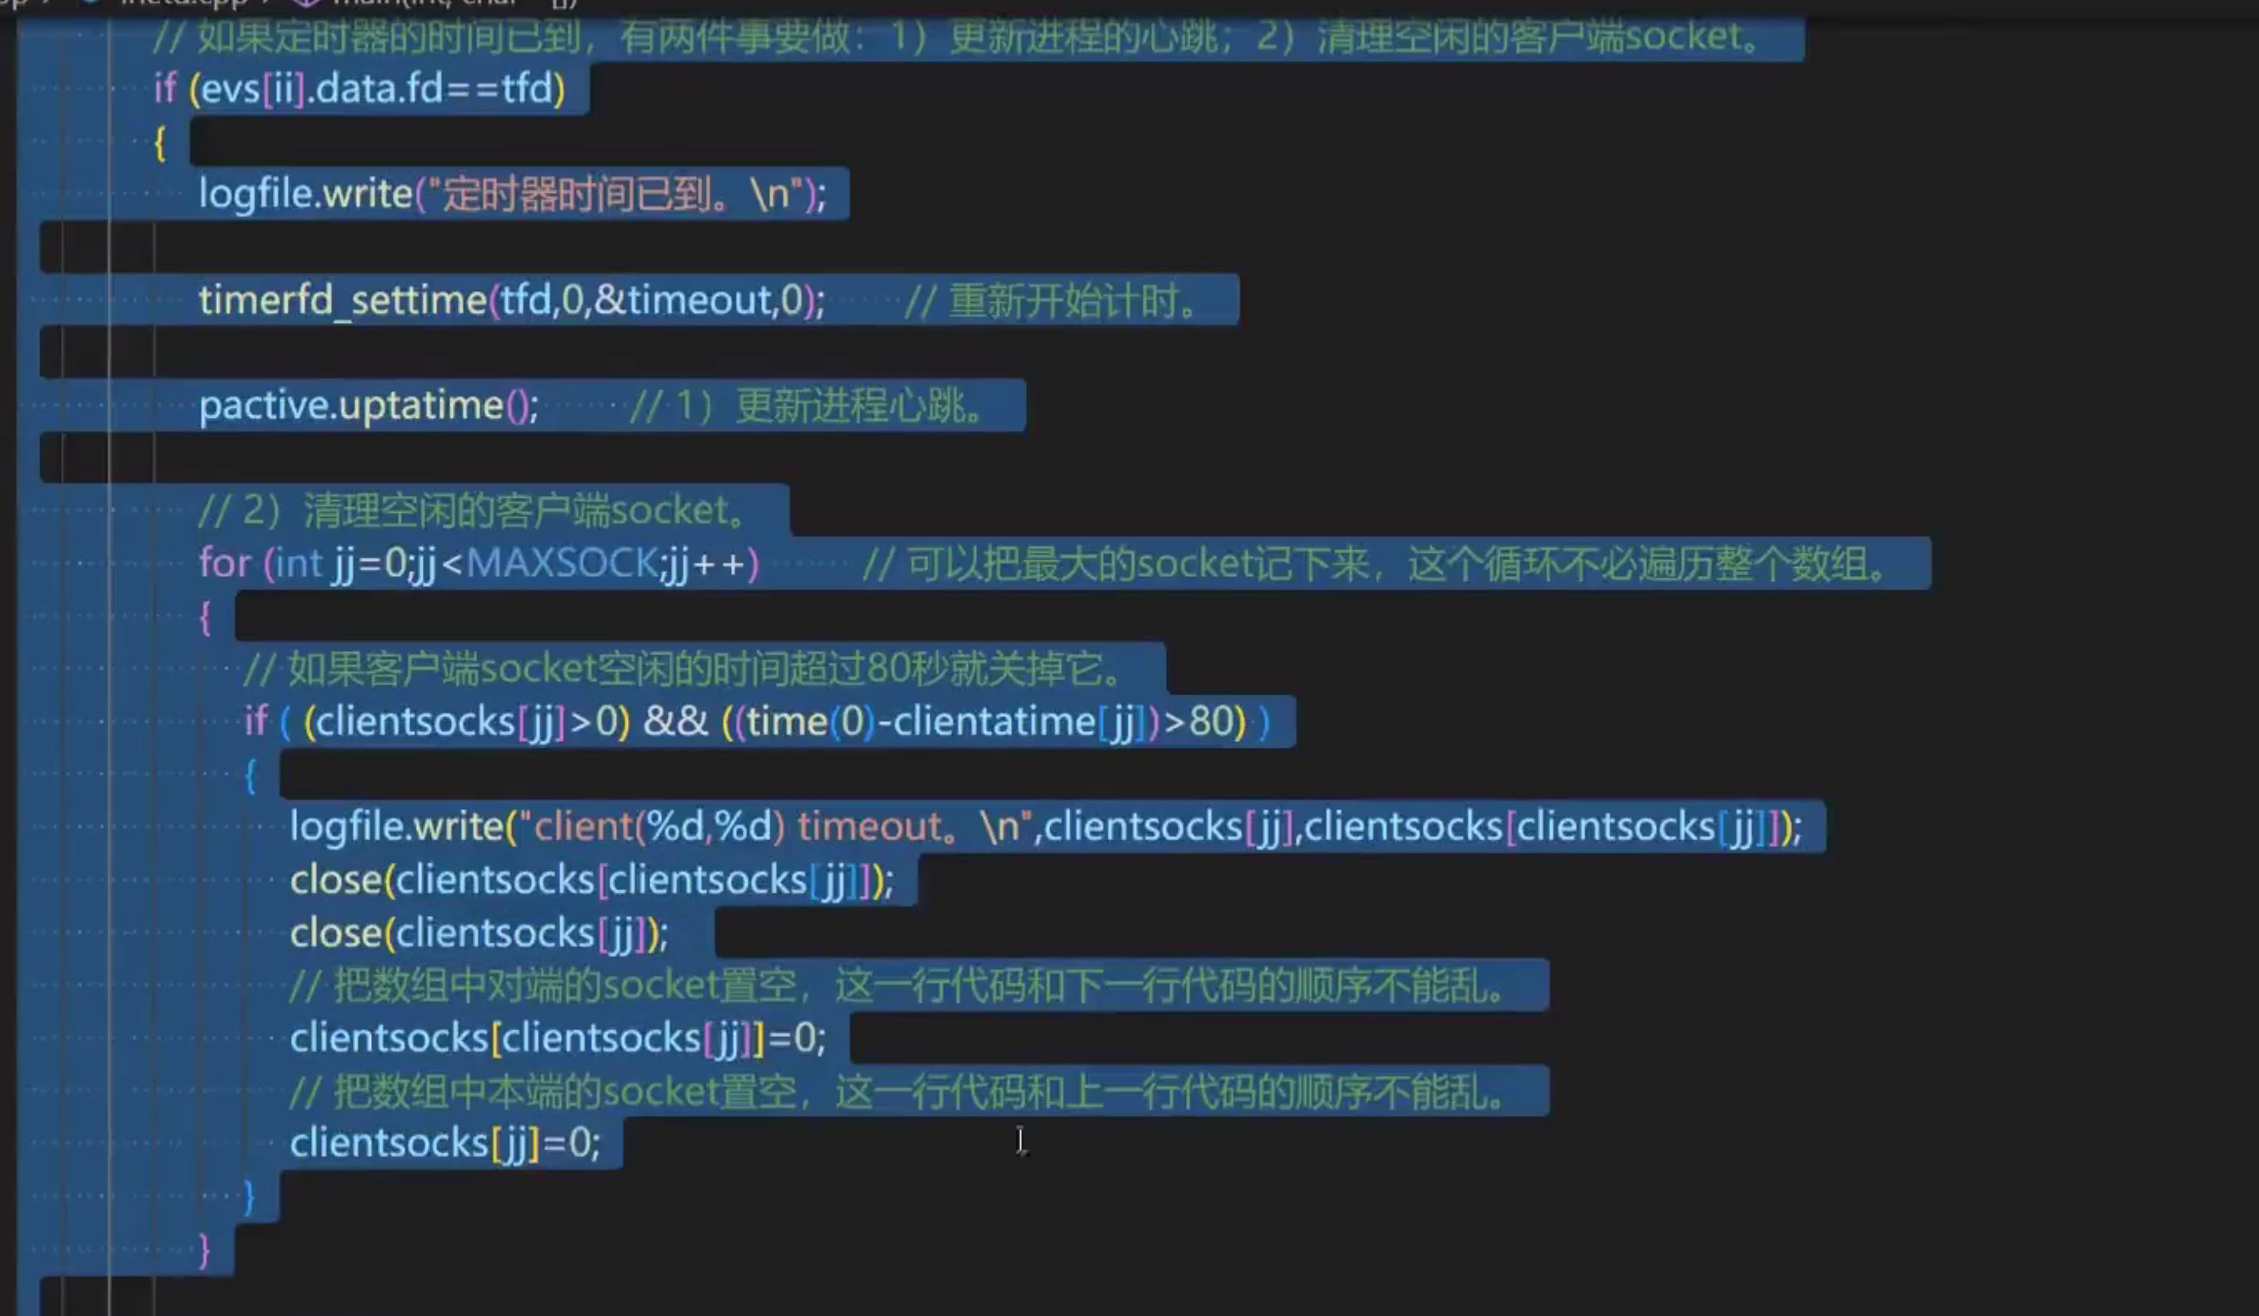 // 如果定时器的时间已到，有两件事要做：1）更新进程的心跳；2）清理空闲的客户端socket。
if (evs[ii].data.fd==tfd)
{
logfile.write("定时器时间已到。\n");
timerfd_settime(tfd,0,&timeout,0); // 重新开始计时。
pactive.uptatime(); // 1）更新进程心跳。
// 2）清理空闲的客户端socket。
for (int jj=0;jj<MAXSOCK;jj++) // 可以把最大的socket记下来，这个循环不必遍历整个数组。
{
// 如果客户端socket空闲的时间超过80秒就关掉它。
if ( (clientsocks[jj]>0) && ((time(0)-clientatime[jj])>80) )
{
logfile.write("client(%d,%d) timeout。\n",clientsocks[jj],clientsocks[clientsocks[jj]]);
close(clientsocks[clientsocks[jj]]);
close(clientsocks[jj]);
// 把数组中对端的socket置空，这一行代码和下一行代码的顺序不能乱。
clientsocks[clientsocks[jj]]=0;
// 把数组中本端的socket置空，这一行代码和上一行代码的顺序不能乱。
clientsocks[jj]=0;
}
}